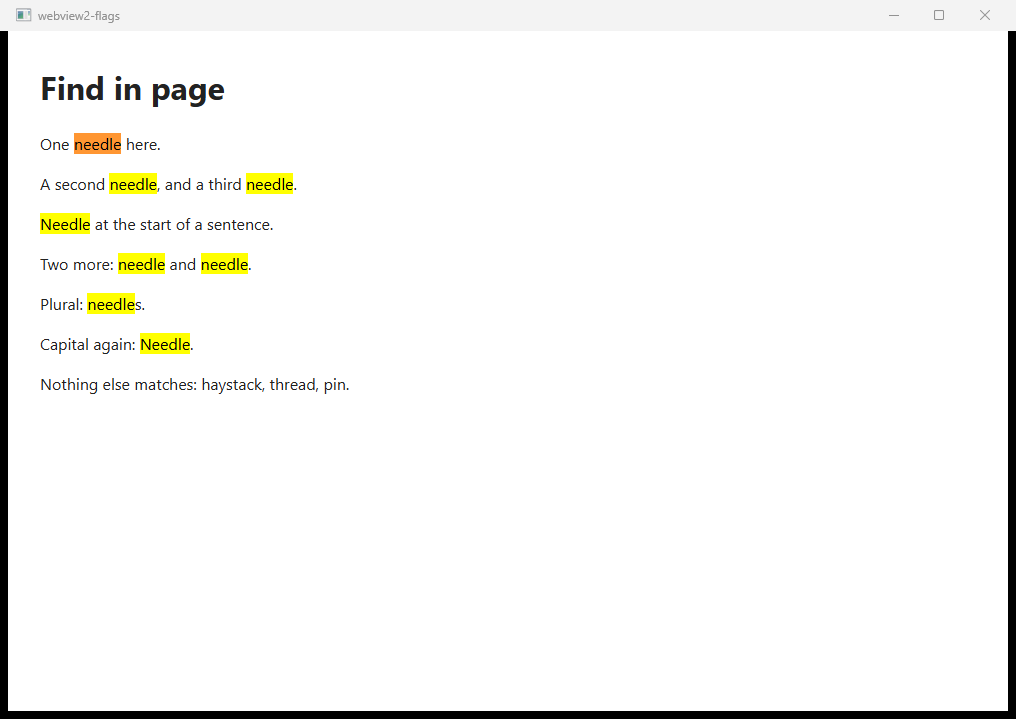 webview2-flags
Find in page
One needle here.
A second needle, and a third needle.
Needle at the start of a sentence.
Two more: needle and needle.
Plural: needles.
Capital again: Needle.
Nothing else matches: haystack, thread, pin.